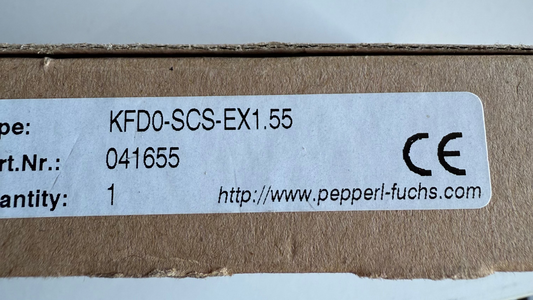 pe: KFD0-SCS-EX1.55
rt.Nr.: 041655
antity: 1 http://www.pepperl-fuchs.com
CE